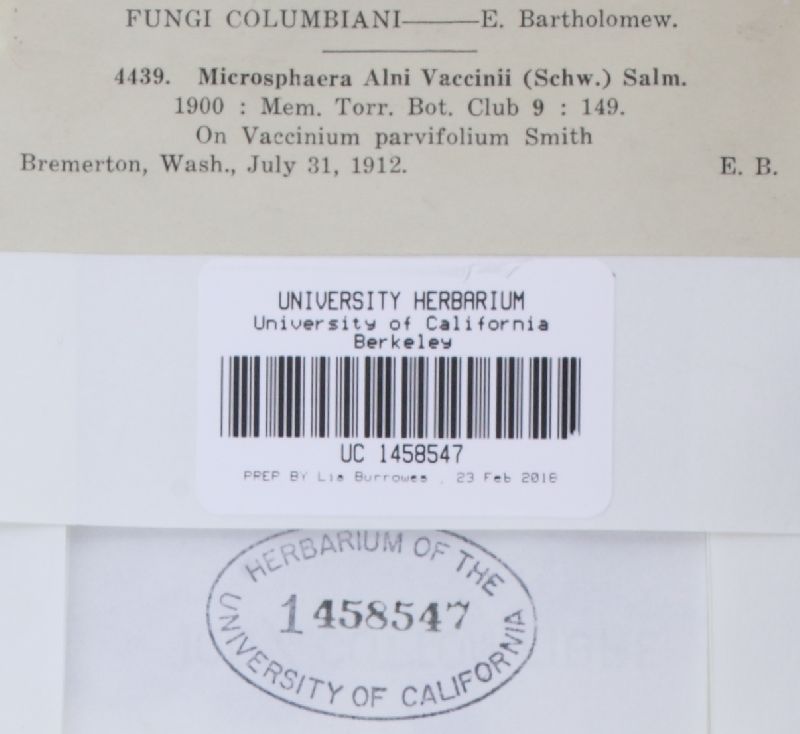 FUNGI COLUMBIANI——E. Bartholomew.
4439. Microsphaera Alni Vaccinii (Schw.) Salm.
1900 : Mem. Torr. Bot. Club 9 : 149.
On Vaccinium parvifolium Smith
Bremerton, Wash., July 31, 1912. E. B.
UNIVERSITY HERBARIUM
University of California
Berkeley
UC 1458547
PREP BY Lia Burrowes , 23 Feb 2018
HERBARIUM OF THE
1458547
UNIVERSITY OF CALIFORNIA